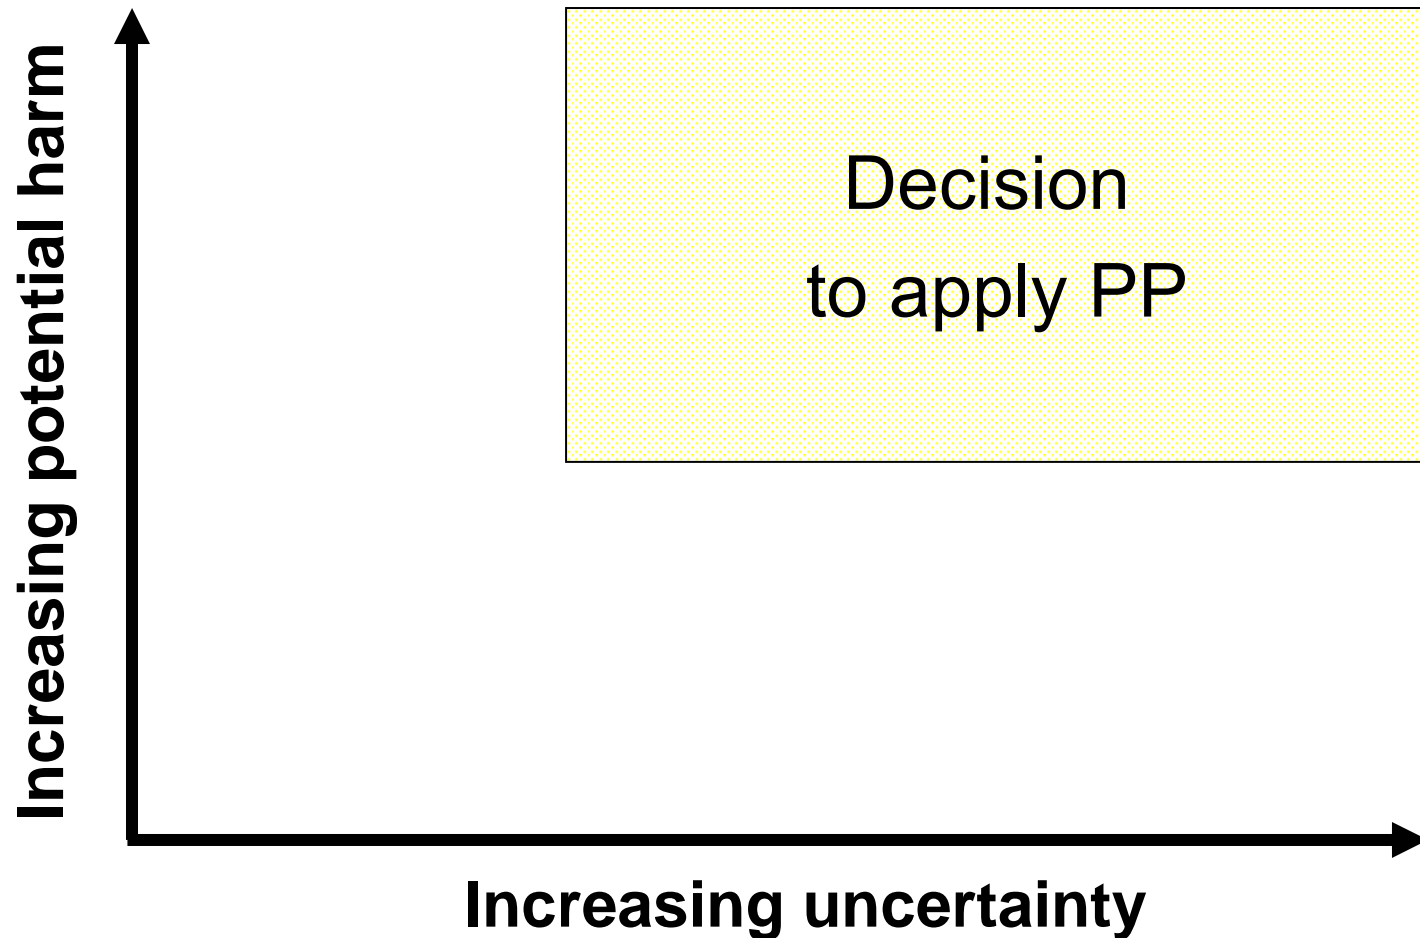 Increasing potential harm
Decision
to apply PP
Increasing uncertainty